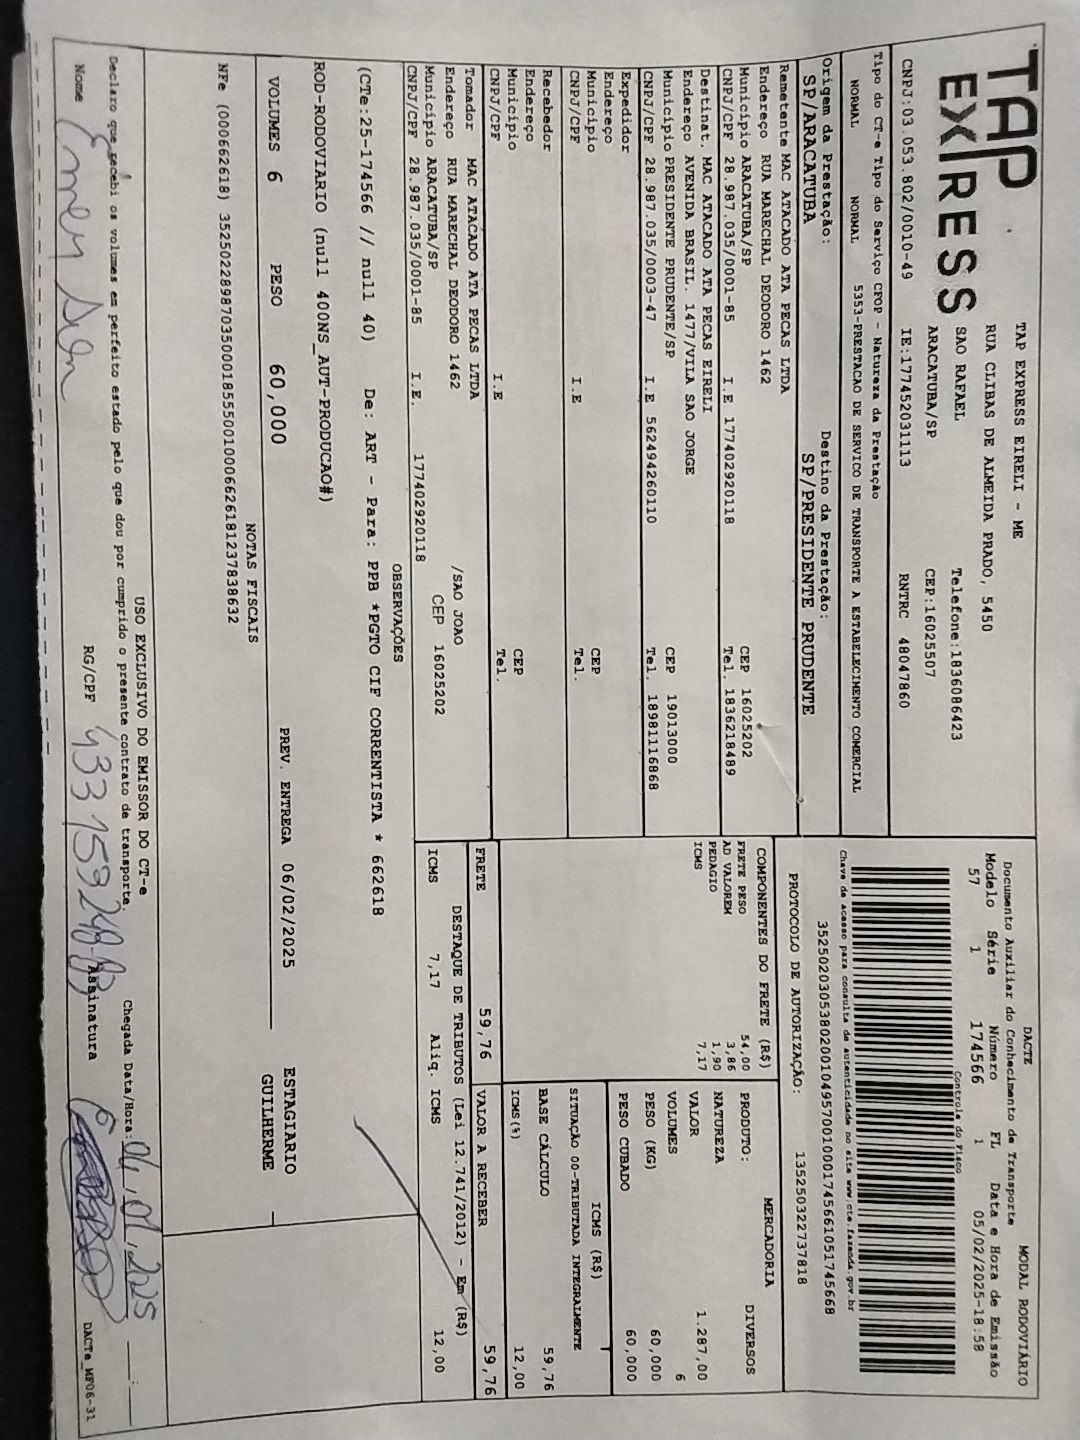 TAP
EXPRESS
TAP EXPRESS EIRELI - ME
RUA CLIBAS DE ALMEIDA PRADO, 5450
SAO RAFAEL Telefone:1836086423
ARACATUBA/SP CEP:16025507
CNPJ:03.053.802/0010-49 IE:177452031113 RNTRC 48047860
DACTE MODAL RODOVIÁRIO
Documento Auxiliar do Conhecimento de Transporte
Modelo Série Número FL Data e Hora de Emissão
57 1 174566 1 05/02/2025-18:58
Controle do Fisco
Chave de acesso para consulta de autenticidade no site www.cte.fazenda.gov.br
35250203053802001049570010001745661051745668
PROTOCOLO DE AUTORIZAÇÃO: 135250322737818
Tipo do CT-e Tipo do Serviço CFOP - Natureza da Prestação
NORMAL NORMAL 5353-PRESTACAO DE SERVICO DE TRANSPORTE A ESTABELECIMENTO COMERCIAL
Origem da Prestação: Destino da Prestação:
SP/ARACATUBA SP/PRESIDENTE PRUDENTE
Remetente MAC ATACADO ATA PECAS LTDA
Endereço RUA MARECHAL DEODORO 1462
Município ARACATUBA/SP CEP 16025202
CNPJ/CPF 28.987.035/0001-85 I.E 177402920118 Tel. 1836218489
Destinat. MAC ATACADO ATA PECAS EIRELI
Endereço AVENIDA BRASIL. 1477/VILA SAO JORGE
Município PRESIDENTE PRUDENTE/SP CEP 19013000
CNPJ/CPF 28.987.035/0003-47 I.E 562494260110 Tel. 18981116868
Expedidor
Endereço
Município CEP
CNPJ/CPF I.E Tel.
Recebedor
Endereço
Município CEP
CNPJ/CPF I.E Tel.
Tomador MAC ATACADO ATA PECAS LTDA
Endereço RUA MARECHAL DEODORO 1462 /SAO JOAO
Município ARACATUBA/SP CEP 16025202
CNPJ/CPF 28.987.035/0001-85 I.E. 177402920118
COMPONENTES DO FRETE (R$)
FRETE PESO 54,00
AD VALOREM 3,86
PEDAGIO 1,90
ICMS 7,17
MERCADORIA
PRODUTO: DIVERSOS
NATUREZA
VALOR 1.287,00
VOLUMES 6
PESO (KG) 60,000
PESO CUBADO 60,000
ICMS (R$)
SITUAÇÃO 00-TRIBUTADA INTEGRALMENTE
BASE CÁLCULO 59,76
ICMS(%) 12,00
FRETE 59,76 VALOR A RECEBER 59,76
DESTAQUE DE TRIBUTOS (Lei 12.741/2012) - Em (R$)
ICMS 7,17 Aliq. ICMS 12,00
OBSERVAÇÕES
(CTe:25-174566 // null 40) De: ART - Para: PPB *PGTO CIF CORRENTISTA * 662618
ROD-RODOVIARIO (null 400NS_AUT-PRODUCAO#)
VOLUMES 6 PESO 60,000 PREV. ENTREGA 06/02/2025 ESTAGIARIO
GUILHERME
NOTAS FISCAIS
NFe (000662618) 35250228987035000185550010006626181237838632
USO EXCLUSIVO DO EMISSOR DO CT-e
Declaro que recebi os volumes em perfeito estado pelo que dou por cumprido o presente contrato de transporte. Chegada Data/Hora:
Nome RG/CPF Assinatura
DACTe_MF06-31